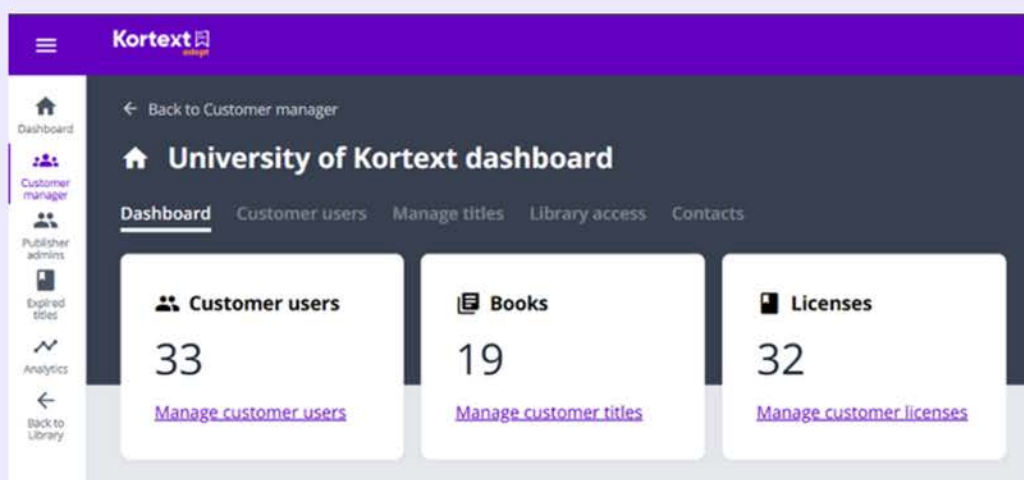 Kortext
adopt
Dashboard
Customer
manager
Publisher
admins
Expired
titles
Analytics
Back to
Library
Back to Customer manager
University of Kortext dashboard
Dashboard Customer users Manage titles Library access Contacts
Customer users
33
Manage customer users
Books
19
Manage customer titles
Licenses
32
Manage customer licenses